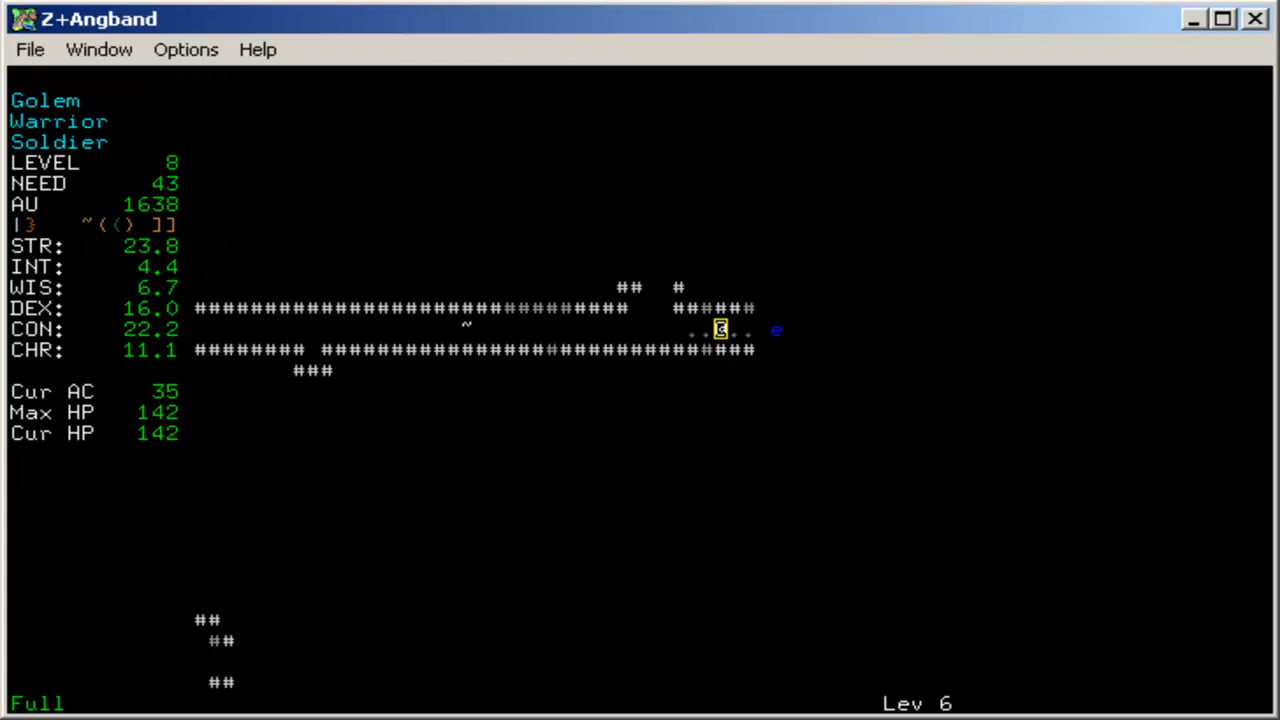 Z+Angband
File Window Options Help
Golem
Warrior
Soldier
LEVEL 8
NEED 43
AU 1638
|} ~(() ]]
STR: 23.8
INT: 4.4
WIS: 6.7
## #
DEX: 16.0 ############################### ######
CON: 22.2 ~ ..@.. e
CHR: 11.1 ######## ###############################
###
Cur AC 35
Max HP 142
Cur HP 142
##
##
##
Full Lev 6